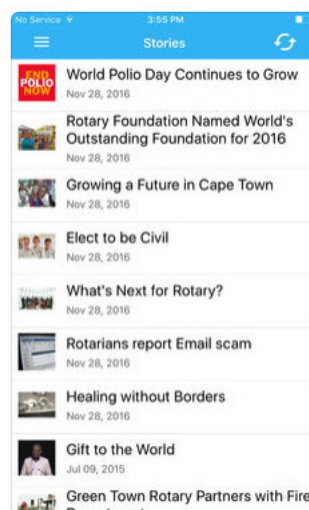 No Service
3:55 PM
Stories
END
POLIO
NOW
World Polio Day Continues to Grow
Nov 28, 2016
Rotary Foundation Named World's
Outstanding Foundation for 2016
Nov 28, 2016
Growing a Future in Cape Town
Nov 28, 2016
Elect to be Civil
Nov 28, 2016
What's Next for Rotary?
Nov 28, 2016
Rotarians report Email scam
Nov 28, 2016
Healing without Borders
Nov 28, 2016
Gift to the World
Jul 09, 2015
Green Town Rotary Partners with Fire